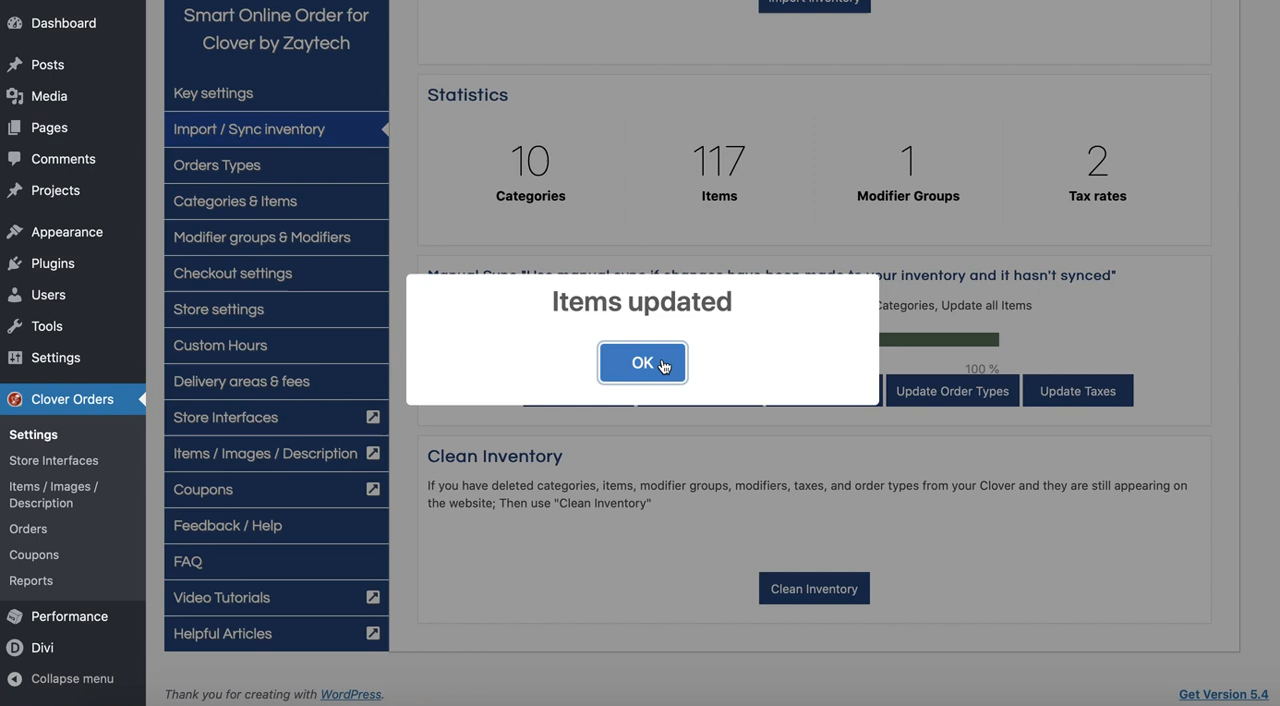 Dashboard
Posts
Media
Pages
Comments
Projects
Appearance
Plugins
Users
Tools
Settings
Clover Orders
Settings
Store Interfaces
Items / Images /
Description
Orders
Coupons
Reports
Performance
Divi
Collapse menu
Smart Online Order for
Clover by Zaytech
Key settings
Import / Sync inventory
Orders Types
Categories & Items
Modifier groups & Modifiers
Checkout settings
Store settings
Custom Hours
Delivery areas & fees
Store Interfaces
Items / Images / Description
Coupons
Feedback / Help
FAQ
Video Tutorials
Helpful Articles
Import Inventory
Statistics
10
Categories
117
Items
1
Modifier Groups
2
Tax rates
Manual Sync "Use manual sync if changes have been made to your inventory and it hasn't synced"
Categories, Update all Items
100 %
Update Order Types
Update Taxes
Items updated
OK
Clean Inventory
If you have deleted categories, items, modifier groups, modifiers, taxes, and order types from your Clover and they are still appearing on
the website; Then use "Clean Inventory"
Clean Inventory
Thank you for creating with WordPress.
Get Version 5.4